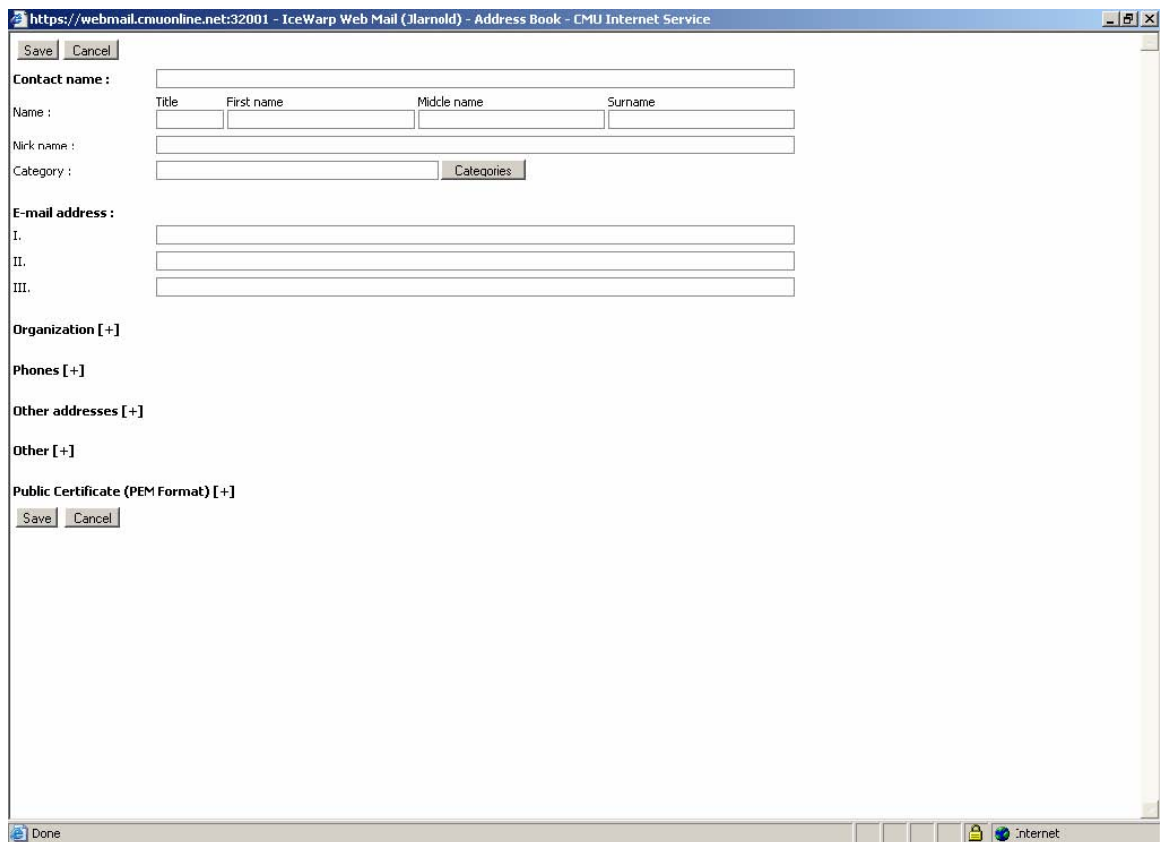 https://webmail.cmuonline.net:32001 - IceWarp Web Mail (Jlarnold) - Address Book - CMU Internet Service
Save Cancel
Contact name :
Title First name Middle name Surname
Name :
Nick name :
Category : Categories
E-mail address :
I.
II.
III.
Organization [+]
Phones [+]
Other addresses [+]
Other [+]
Public Certificate (PEM Format) [+]
Save Cancel
Done Internet